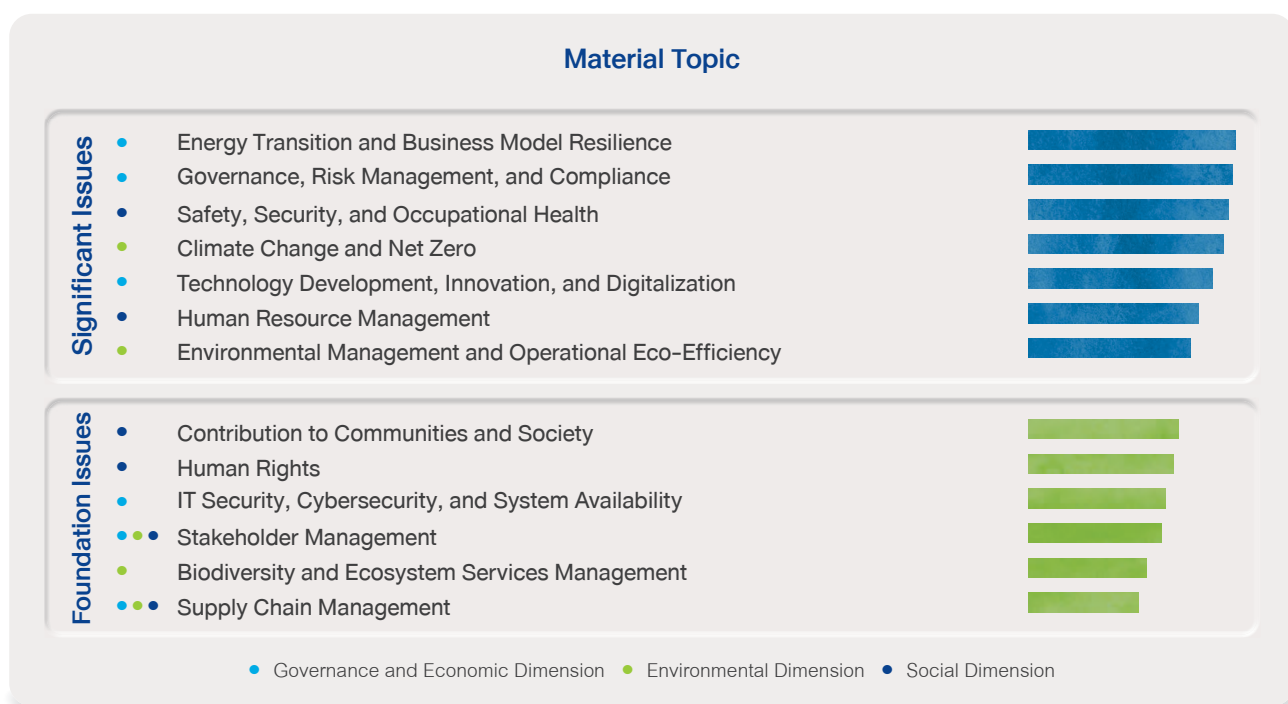 Material Topic
Significant Issues
Energy Transition and Business Model Resilience
Governance, Risk Management, and Compliance
Safety, Security, and Occupational Health
Climate Change and Net Zero
Technology Development, Innovation, and Digitalization
Human Resource Management
Environmental Management and Operational Eco-Efficiency
Foundation Issues
Contribution to Communities and Society
Human Rights
IT Security, Cybersecurity, and System Availability
Stakeholder Management
Biodiversity and Ecosystem Services Management
Supply Chain Management
Governance and Economic Dimension Environmental Dimension Social Dimension